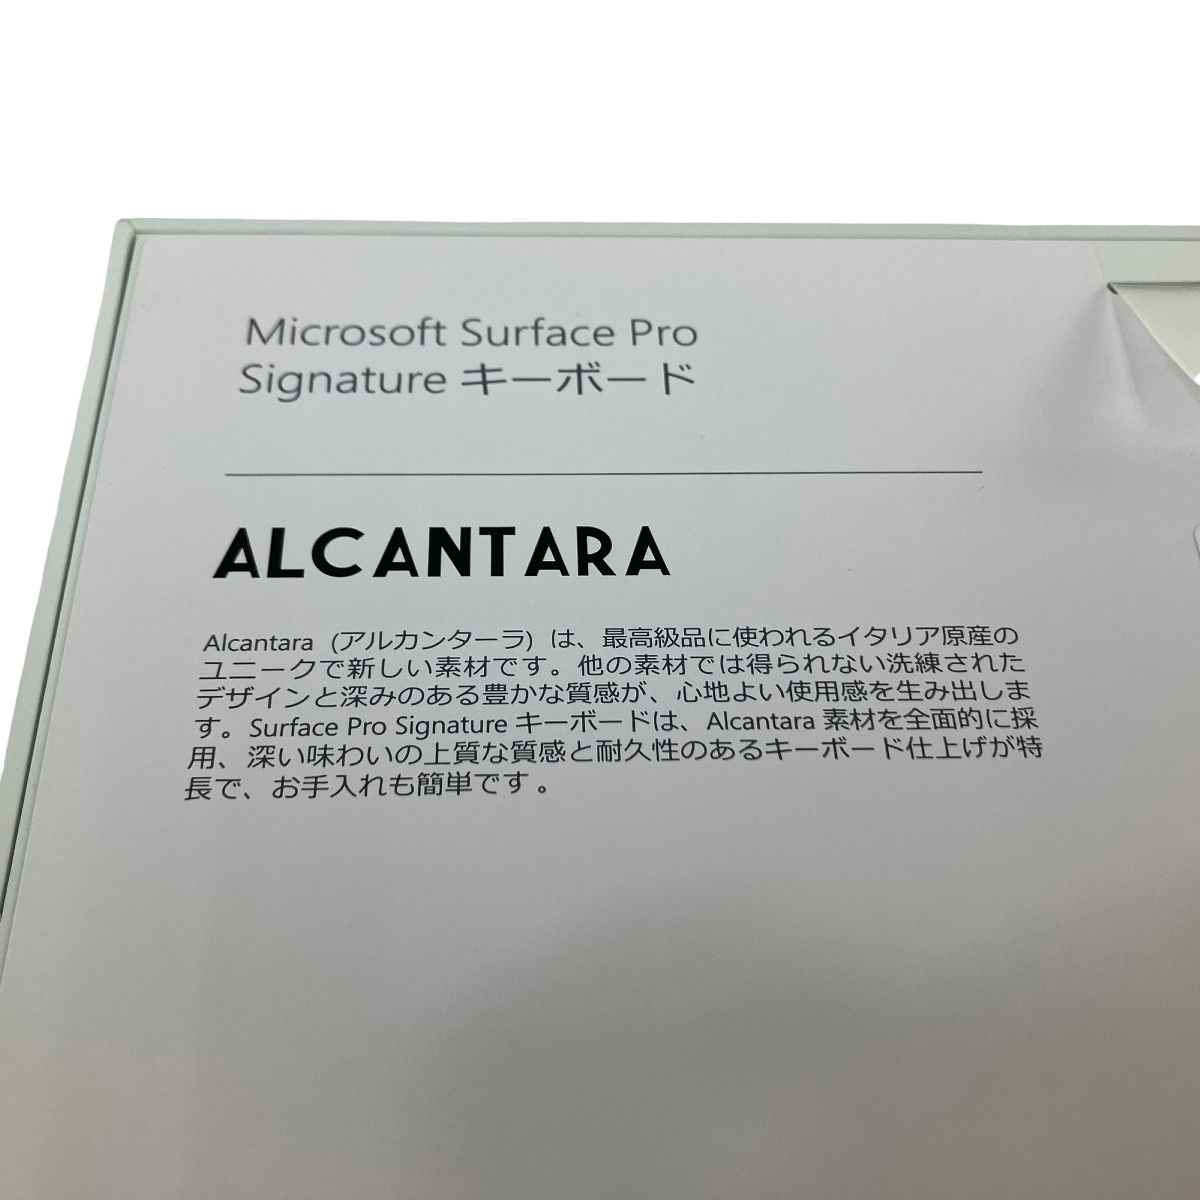 Microsoft Surface Pro
Signature キーボード
ALCANTARA
Alcantara (アルカンターラ) は、最高級品に使われるイタリア原産の
ユニークで新しい素材です。他の素材では得られない洗練された
デザインと深みのある豊かな質感が、心地よい使用感を生み出しま
す。Surface Pro Signature キーボードは、Alcantara 素材を全面的に採
用、深い味わいの上質な質感と耐久性のあるキーボード仕上げが特
長で、お手入れも簡単です。